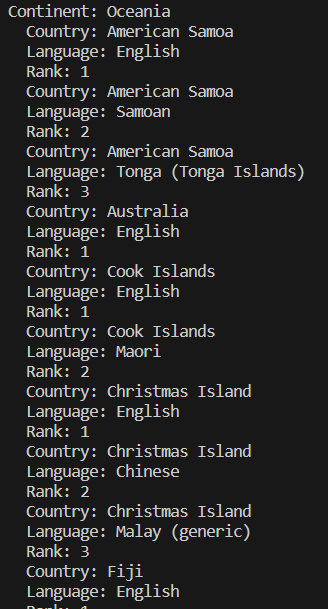 Continent: Oceania
Country: American Samoa
Language: English
Rank: 1
Country: American Samoa
Language: Samoan
Rank: 2
Country: American Samoa
Language: Tonga (Tonga Islands)
Rank: 3
Country: Australia
Language: English
Rank: 1
Country: Cook Islands
Language: English
Rank: 1
Country: Cook Islands
Language: Maori
Rank: 2
Country: Christmas Island
Language: English
Rank: 1
Country: Christmas Island
Language: Chinese
Rank: 2
Country: Christmas Island
Language: Malay (generic)
Rank: 3
Country: Fiji
Language: English
Rank: 1